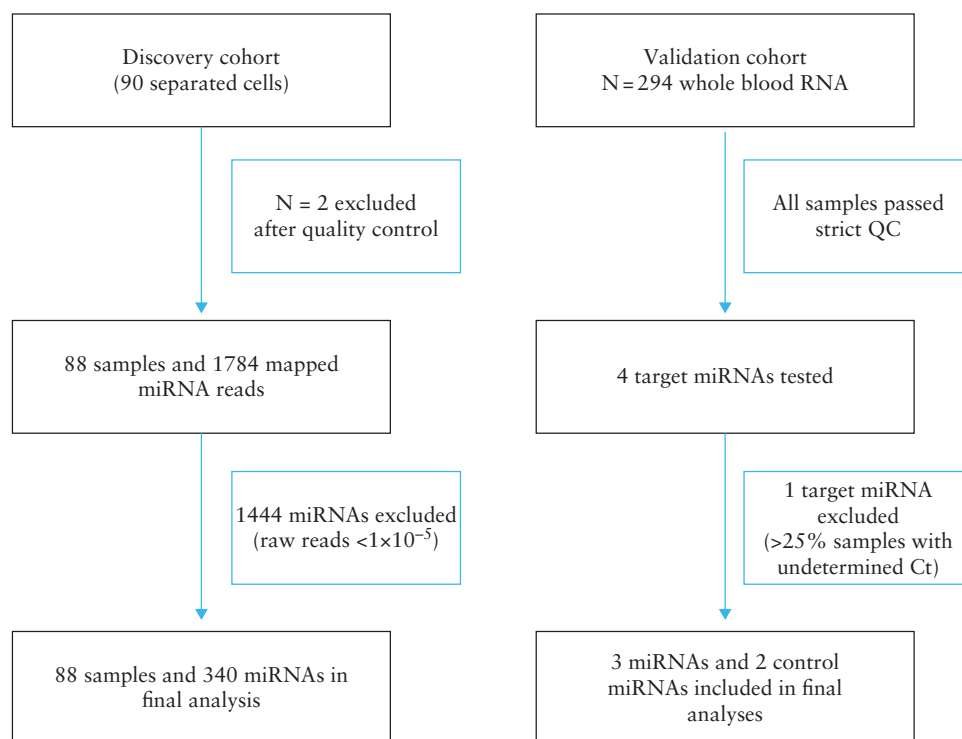 Discovery cohort
(90 separated cells)
N = 2 excluded
after quality control
88 samples and 1784 mapped
miRNA reads
1444 miRNAs excluded
(raw reads <1×10⁻⁵)
88 samples and 340 miRNAs in
final analysis
Validation cohort
N = 294 whole blood RNA
All samples passed
strict QC
4 target miRNAs tested
1 target miRNA
excluded
(>25% samples with
undetermined Ct)
3 miRNAs and 2 control
miRNAs included in final
analyses